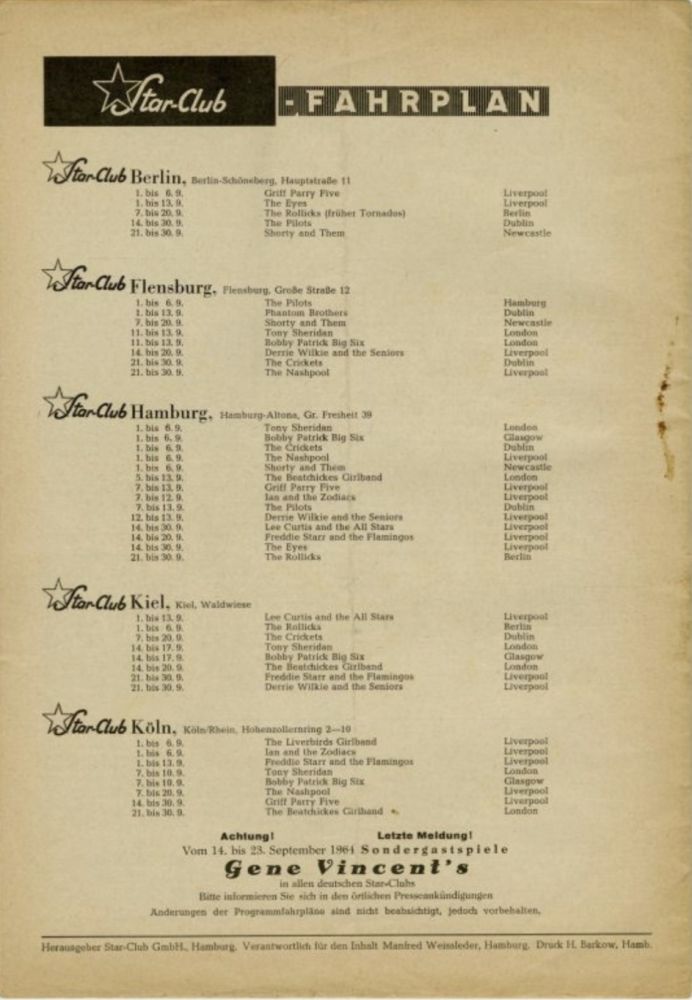 Star-Club - FAHRPLAN
Star-Club Berlin, Berlin-Schöneberg, Hauptstraße 11
1. bis 6. 9. Griff Parry Five Liverpool
1. bis 13. 9. The Eyes Liverpool
7. bis 20. 9. The Rollicks (früher Tornados) Berlin
14. bis 30. 9. The Pilots Dublin
21. bis 30. 9. Shorty and Them Newcastle
Star-Club Flensburg, Flensburg, Große Straße 12
1. bis 6. 9. The Pilots Hamburg
1. bis 13. 9. Phantom Brothers Dublin
7. bis 20. 9. Shorty and Them Newcastle
11. bis 13. 9. Tony Sheridan London
11. bis 13. 9. Bobby Patrick Big Six London
14. bis 20. 9. Derrie Wilkie and the Seniors Liverpool
21. bis 30. 9. The Crickets Dublin
21. bis 30. 9. The Nashpool Liverpool
Star-Club Hamburg, Hamburg-Altona, Gr. Freiheit 39
1. bis 6. 9. Tony Sheridan London
1. bis 6. 9. Bobby Patrick Big Six Glasgow
1. bis 6. 9. The Crickets Dublin
1. bis 6. 9. The Nashpool Liverpool
1. bis 6. 9. Shorty and Them Newcastle
5. bis 13. 9. The Beatchickes Girlband London
7. bis 13. 9. Griff Parry Five Liverpool
7. bis 12. 9. Ian and the Zodiacs Liverpool
7. bis 13. 9. The Pilots Dublin
12. bis 13. 9. Derrie Wilkie and the Seniors Liverpool
14. bis 30. 9. Lee Curtis and the All Stars Liverpool
14. bis 20. 9. Freddie Starr and the Flamingos Liverpool
14. bis 30. 9. The Eyes Liverpool
21. bis 30. 9. The Rollicks Berlin
Star-Club Kiel, Kiel, Waldwiese
1. bis 13. 9. Lee Curtis and the All Stars Liverpool
1. bis 6. 9. The Rollicks Berlin
7. bis 20. 9. The Crickets Dublin
14. bis 17. 9. Tony Sheridan London
14. bis 17. 9. Bobby Patrick Big Six Glasgow
14. bis 20. 9. The Beatchickes Girlband London
21. bis 30. 9. Freddie Starr and the Flamingos Liverpool
21. bis 30. 9. Derrie Wilkie and the Seniors Liverpool
Star-Club Köln, Köln/Rhein, Hohenzollernring 2—10
1. bis 6. 9. The Liverbirds Girlband Liverpool
1. bis 6. 9. Ian and the Zodiacs Liverpool
1. bis 13. 9. Freddie Starr and the Flamingos Liverpool
7. bis 10. 9. Tony Sheridan London
7. bis 10. 9. Bobby Patrick Big Six Glasgow
7. bis 20. 9. The Nashpool Liverpool
14. bis 30. 9. Griff Parry Five Liverpool
21. bis 30. 9. The Beatchickes Girlband London
Achtung! Letzte Meldung!
Vom 14. bis 23. September 1964 Sondergastspiele
Gene Vincent's
in allen deutschen Star-Clubs
Bitte informieren Sie sich in den örtlichen Presseankündigungen
Änderungen der Programmfahrpläne sind nicht beabsichtigt, jedoch vorbehalten.
Herausgeber Star-Club GmbH., Hamburg. Verantwortlich für den Inhalt Manfred Weissleder, Hamburg. Druck H. Barkow, Hamb.